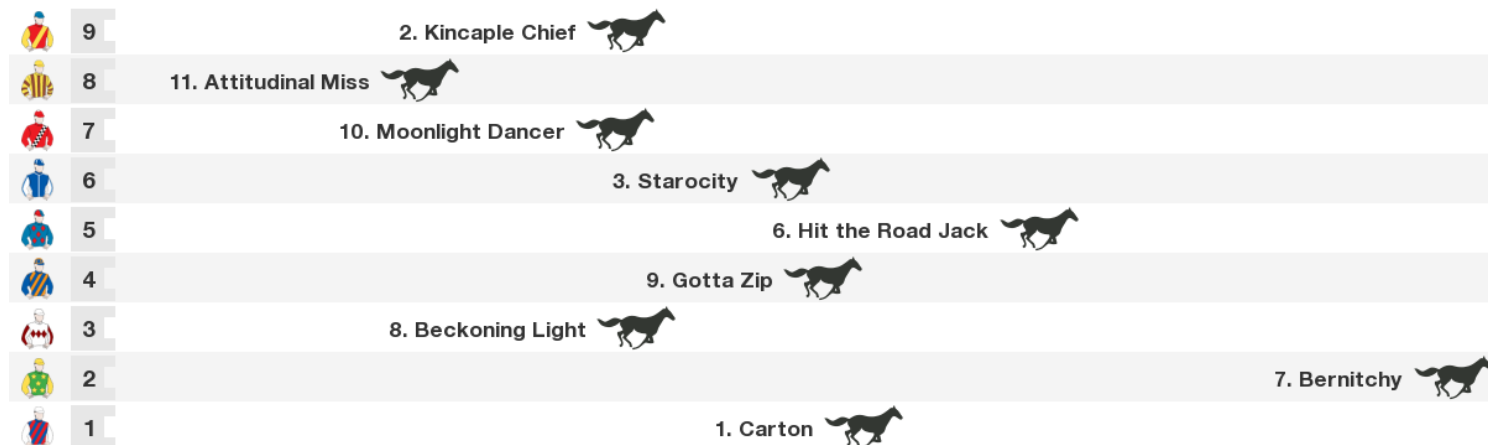 9 2. Kincaple Chief
8 11. Attitudinal Miss
7 10. Moonlight Dancer
6 3. Starocity
5 6. Hit the Road Jack
4 9. Gotta Zip
3 8. Beckoning Light
2 7. Bernitchy
1 1. Carton